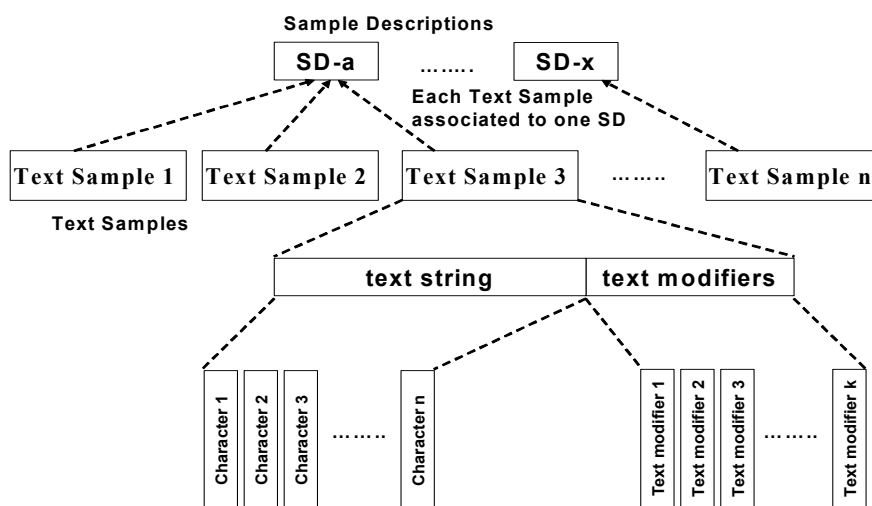 Sample Descriptions
SD-a ........ SD-x
Each Text Sample
associated to one SD
Text Sample 1 Text Sample 2 Text Sample 3 ........ Text Sample n
Text Samples
text string text modifiers
Character 1 Character 2 Character 3 ........ Character n Text modifier 1 Text modifier 2 Text modifier 3 ........ Text modifier k